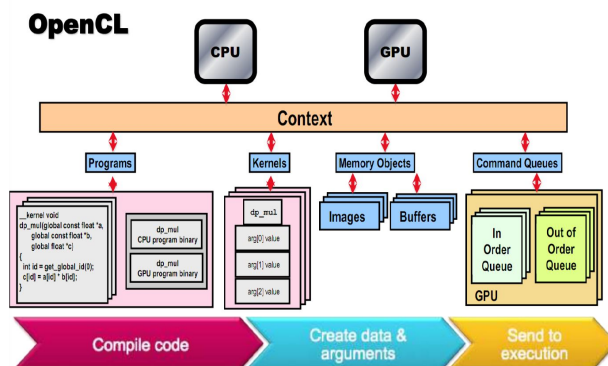 OpenCL
CPU
GPU
Context
Programs
Kernels
Memory Objects
Command Queues
__kernel void
dp_mul(global const float *a,
global const float *b,
global float *c)
{
int id = get_global_id(0);
c[id] = a[id] * b[id];
}
dp_mul
CPU program binary
dp_mul
GPU program binary
dp_mul
arg[0] value
arg[1] value
arg[2] value
Images
Buffers
In
Order
Queue
Out of
Order
Queue
GPU
Compile code
Create data &
arguments
Send to
execution